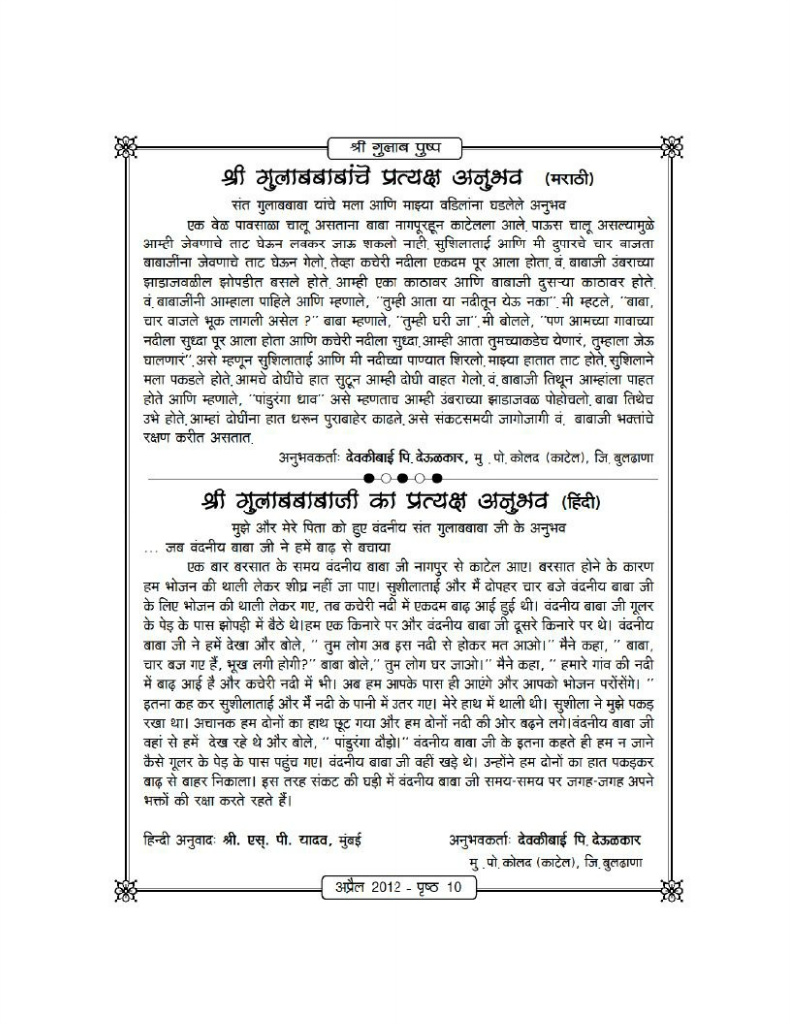 श्री गुलाब पुष्प
श्री गुलाबबाबांचे प्रत्यक्ष अनुभव (मराठी)
संत गुलाबबाबा यांचे मला आणि माझ्या वडिलांना घडलेले अनुभव
एक वेळ पावसाळा चालू असताना बाबा नागपूरहून काटेलला आले. पाऊस चालू असल्यामुळे
आम्ही जेवणाचे ताट घेऊन लवकर जाऊ शकलो नाही. सुशिलाताई आणि मी दुपारचे चार वाजता
बाबाजींना जेवणाचे ताट घेऊन गेलो. तेव्हा कचेरी नदीला एकदम पूर आला होता. वं. बाबाजी उंबराच्या
झाडाजवळील झोपडीत बसले होते. आम्ही एका काठावर आणि बाबाजी दुसऱ्या काठावर होते.
वं. बाबाजींनी आम्हाला पाहिले आणि म्हणाले, ''तुम्ही आता या नदीतून येऊ नका''. मी म्हटले, ''बाबा,
चार वाजले भूक लागली असेल ?'' बाबा म्हणाले, ''तुम्ही घरी जा''. मी बोलले, ''पण आमच्या गावाच्या
नदीला सुध्दा पूर आला होता आणि कचेरी नदीला सुध्दा. आम्ही आता तुमच्याकडेच येणारं, तुम्हाला जेऊ
घालणारं''. असे म्हणून सुशिलाताई आणि मी नदीच्या पाण्यात शिरलो. माझ्या हातात ताट होते. सुशिलाने
मला पकडले होते. आमचे दोघींचे हात सुटून आम्ही दोघी वाहत गेलो. वं. बाबाजी तिथून आम्हांला पाहत
होते आणि म्हणाले, ''पांडुरंगा धाव'' असे म्हणताच आम्ही उंबराच्या झाडाजवळ पोहोचलो. बाबा तिथेच
उभे होते. आम्हां दोघींना हात धरून पुराबाहेर काढले. असे संकटसमयी जागोजागी वं. बाबाजी भक्तांचे
रक्षण करीत असतात.
अनुभवकर्ताः देवकीबाई पि. देऊळकार, मु . पो. कोलद (काटेल), जि. बुलढाणा
श्री गुलाबबाबाजी का प्रत्यक्ष अनुभव (हिंदी)
मुझे और मेरे पिता को हुए वंदनीय संत गुलाबबाबा जी के अनुभव
... जब वंदनीय बाबा जी ने हमें बाढ़ से बचाया
एक बार बरसात के समय वंदनीय बाबा जी नागपुर से काटेल आए। बरसात होने के कारण
हम भोजन की थाली लेकर शीघ्र नहीं जा पाए। सुशीलाताई और मैं दोपहर चार बजे वंदनीय बाबा जी
के लिए भोजन की थाली लेकर गए, तब कचेरी नदी में एकदम बाढ़ आई हुई थी। वंदनीय बाबा जी गूलर
के पेड़ के पास झोपड़ी में बैठे थे।हम एक किनारे पर और वंदनीय बाबा जी दूसरे किनारे पर थे। वंदनीय
बाबा जी ने हमें देखा और बोले, '' तुम लोग अब इस नदी से होकर मत आओ।'' मैने कहा, '' बाबा,
चार बज गए हैं, भूख लगी होगी?'' बाबा बोले,'' तुम लोग घर जाओ।'' मैने कहा, '' हमारे गांव की नदी
में बाढ़ आई है और कचेरी नदी में भी। अब हम आपके पास ही आएंगे और आपको भोजन परोंसेंगे। ''
इतना कह कर सुशीलाताई और मैं नदी के पानी में उतर गए। मेरे हाथ में थाली थी। सुशीला ने मुझे पकड़
रखा था। अचानक हम दोनों का हाथ छूट गया और हम दोनों नदी की ओर बढ़ने लगे।वंदनीय बाबा जी
वहां से हमें देख रहे थे और बोले, '' पांडुरंगा दौड़ो।'' वंदनीय बाबा जी के इतना कहते ही हम न जाने
कैसे गूलर के पेड़ के पास पहुंच गए। वंदनीय बाबा जी वहीं खड़े थे। उन्होंने हम दोनों का हात पकड़कर
बाढ़ से बाहर निकाला। इस तरह संकट की घड़ी में वंदनीय बाबा जी समय-समय पर जगह-जगह अपने
भक्तों की रक्षा करते रहते हैं।
हिन्दी अनुवादः श्री. एस्. पी. यादव, मुंबई अनुभवकर्ताः देवकीबाई पि. देऊळकार
मु . पो. कोलद (काटेल), जि. बुलढाणा
अप्रैल 2012 - पृष्ठ 10